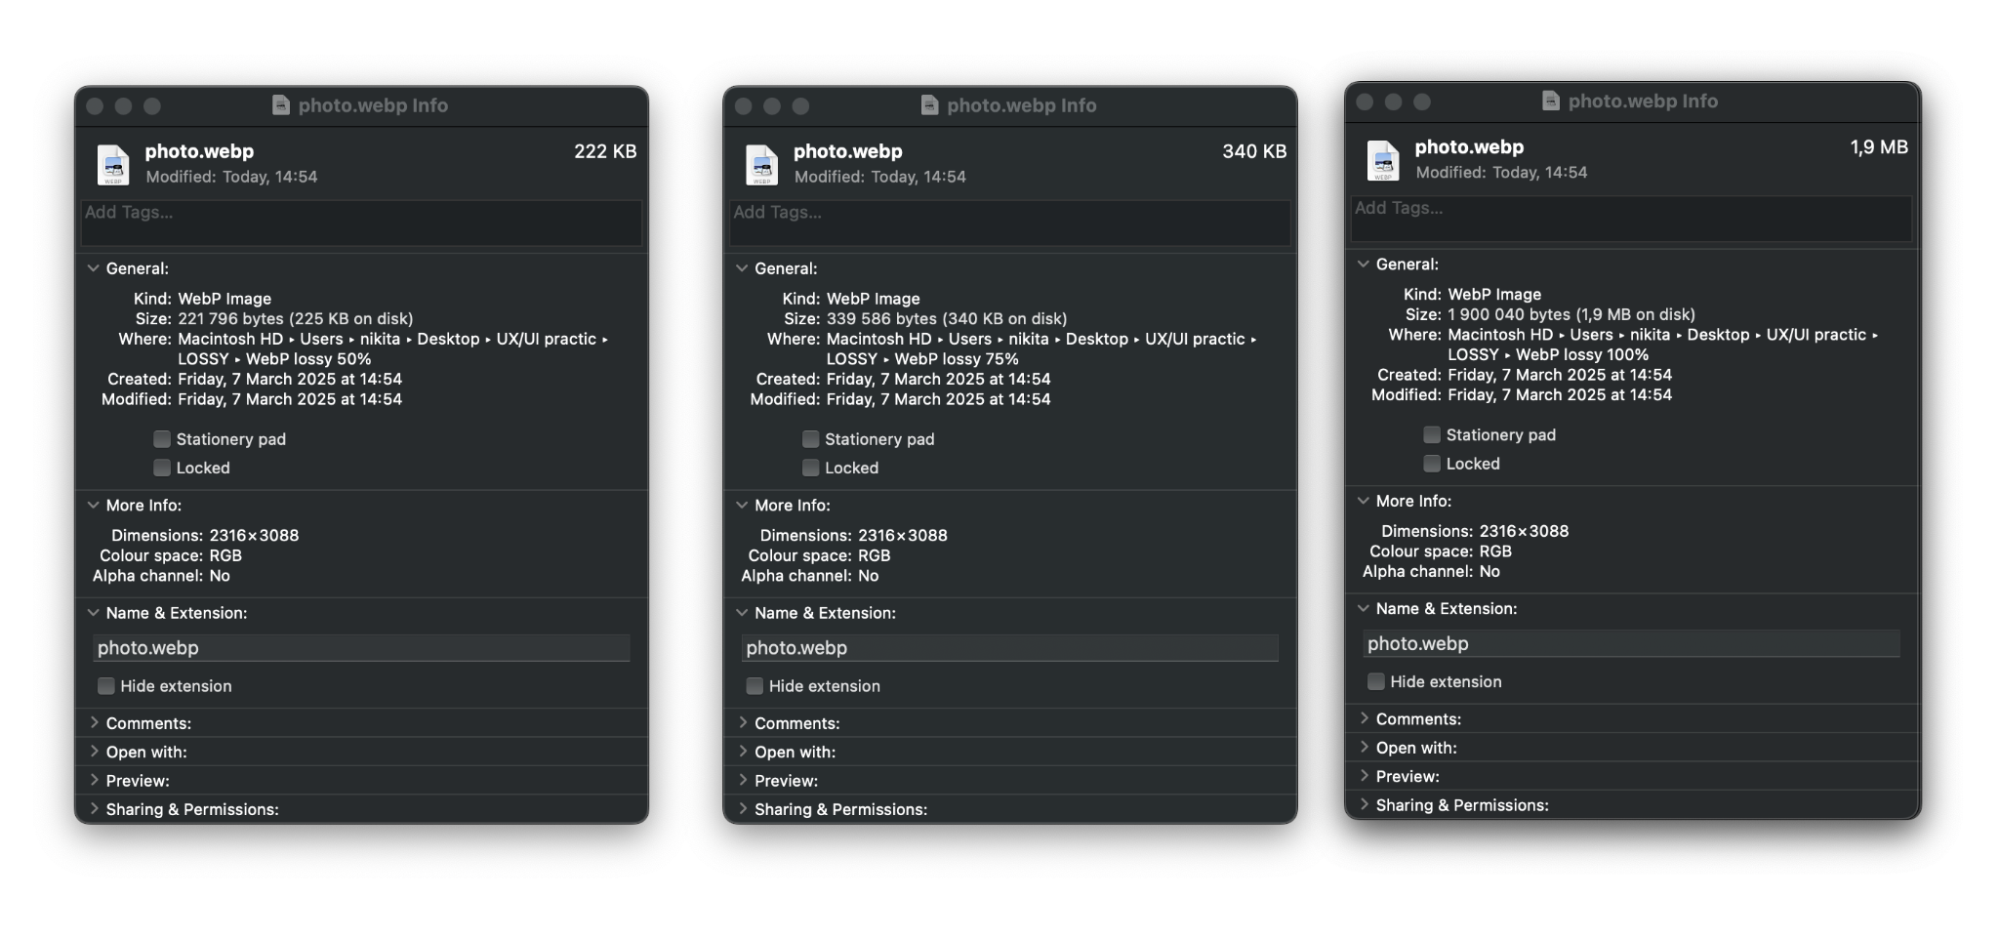 photo.webp Info
photo.webp
222 KB
Modified: Today, 14:54
Add Tags...
General:
Kind: WebP Image
Size: 221 796 bytes (225 KB on disk)
Where: Macintosh HD ▸ Users ▸ nikita ▸ Desktop ▸ UX/UI practic ▸
LOSSY ▸ WebP lossy 50%
Created: Friday, 7 March 2025 at 14:54
Modified: Friday, 7 March 2025 at 14:54
Stationery pad
Locked
More Info:
Dimensions: 2316×3088
Colour space: RGB
Alpha channel: No
Name & Extension:
photo.webp
Hide extension
Comments:
Open with:
Preview:
Sharing & Permissions:
photo.webp Info
photo.webp
340 KB
Modified: Today, 14:54
Add Tags...
General:
Kind: WebP Image
Size: 339 586 bytes (340 KB on disk)
Where: Macintosh HD ▸ Users ▸ nikita ▸ Desktop ▸ UX/UI practic ▸
LOSSY ▸ WebP lossy 75%
Created: Friday, 7 March 2025 at 14:54
Modified: Friday, 7 March 2025 at 14:54
Stationery pad
Locked
More Info:
Dimensions: 2316×3088
Colour space: RGB
Alpha channel: No
Name & Extension:
photo.webp
Hide extension
Comments:
Open with:
Preview:
Sharing & Permissions:
photo.webp Info
photo.webp
1,9 MB
Modified: Today, 14:54
Add Tags...
General:
Kind: WebP Image
Size: 1 900 040 bytes (1,9 MB on disk)
Where: Macintosh HD ▸ Users ▸ nikita ▸ Desktop ▸ UX/UI practic ▸
LOSSY ▸ WebP lossy 100%
Created: Friday, 7 March 2025 at 14:54
Modified: Friday, 7 March 2025 at 14:54
Stationery pad
Locked
More Info:
Dimensions: 2316×3088
Colour space: RGB
Alpha channel: No
Name & Extension:
photo.webp
Hide extension
Comments:
Open with:
Preview:
Sharing & Permissions: